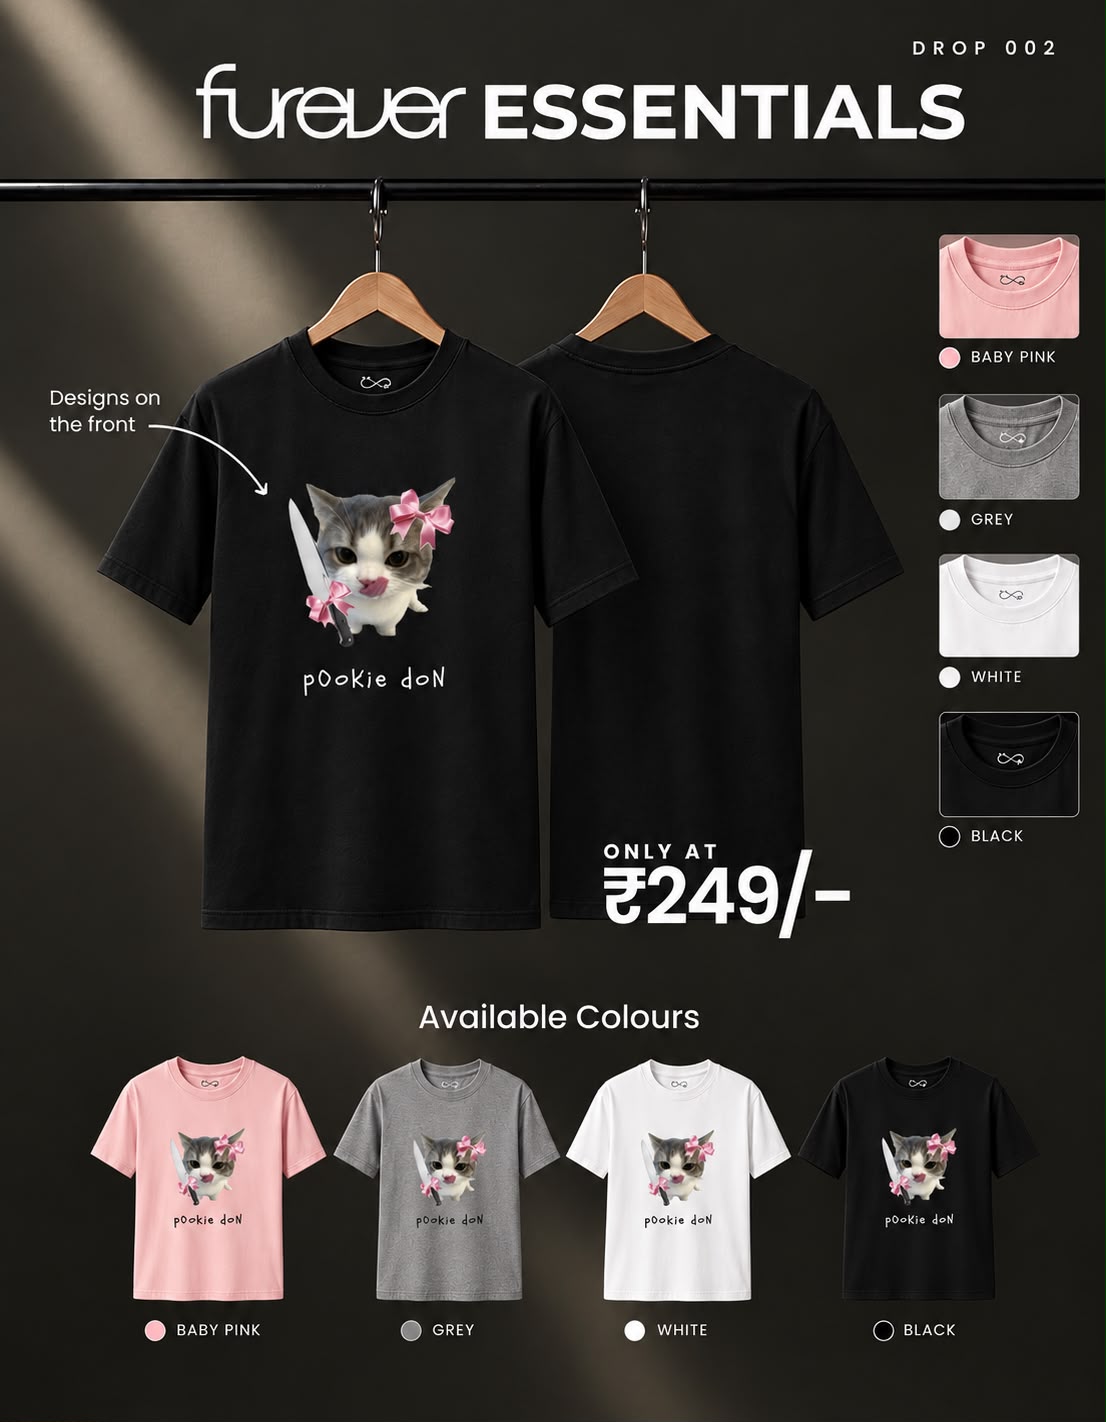 DROP 002
furever ESSENTIALS
Designs on
the front
pOoKie doN
BABY PINK
GREY
WHITE
BLACK
ONLY AT
₹249/-
Available Colours
pOoKie doN
pOoKie doN
pOoKie doN
pOoKie doN
BABY PINK
GREY
WHITE
BLACK